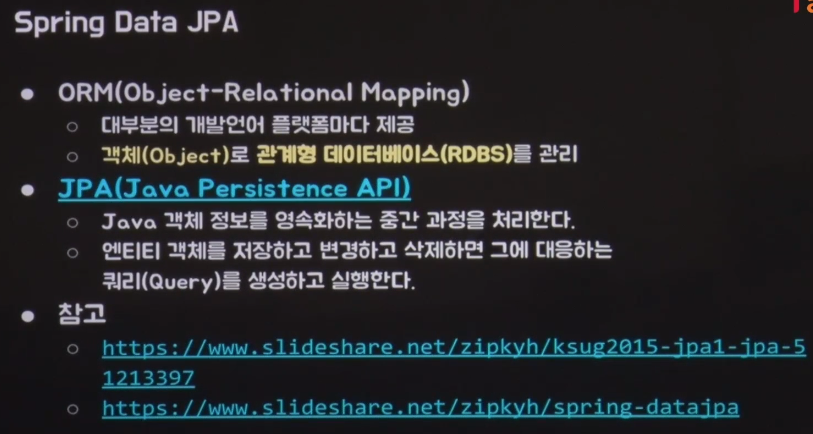 Spring Data JPA
● ORM(Object-Relational Mapping)
○ 대부분의 개발언어 플랫폼마다 제공
○ 객체(Object)로 관계형 데이터베이스(RDBS)를 관리
● JPA(Java Persistence API)
○ Java 객체 정보를 영속화하는 중간 과정을 처리한다.
○ 엔티티 객체를 저장하고 변경하고 삭제하면 그에 대응하는
쿼리(Query)를 생성하고 실행한다.
● 참고
○ https://www.slideshare.net/zipkyh/ksug2015-jpa1-jpa-5
1213397
○ https://www.slideshare.net/zipkyh/spring-datajpa